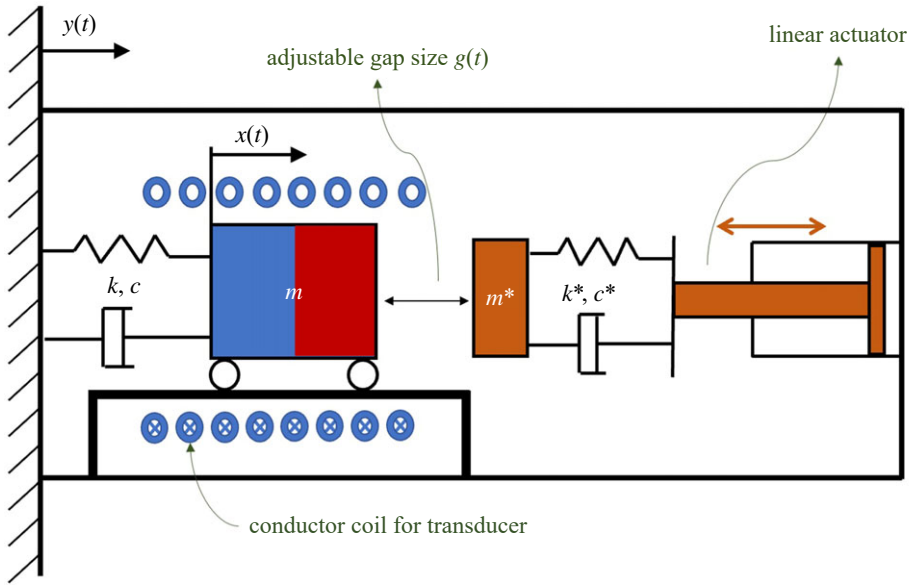 y(t)
linear actuator
adjustable gap size g(t)
x(t)
k, c
m
m*
k*, c*
conductor coil for transducer